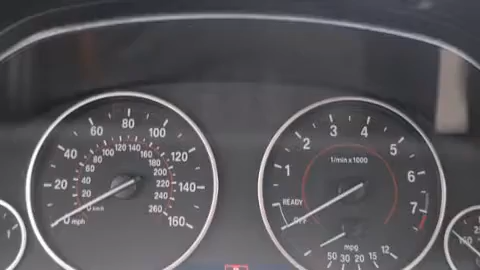 80
60 100
40 120
20 140
0 mph 160
100 120 140 160
80 180
60 200
40 220
20 240
0 km/h 260
3 4
2 5
1 6
7
1/min x 1000
READY
OFF
mpg
50 30 20 15 12